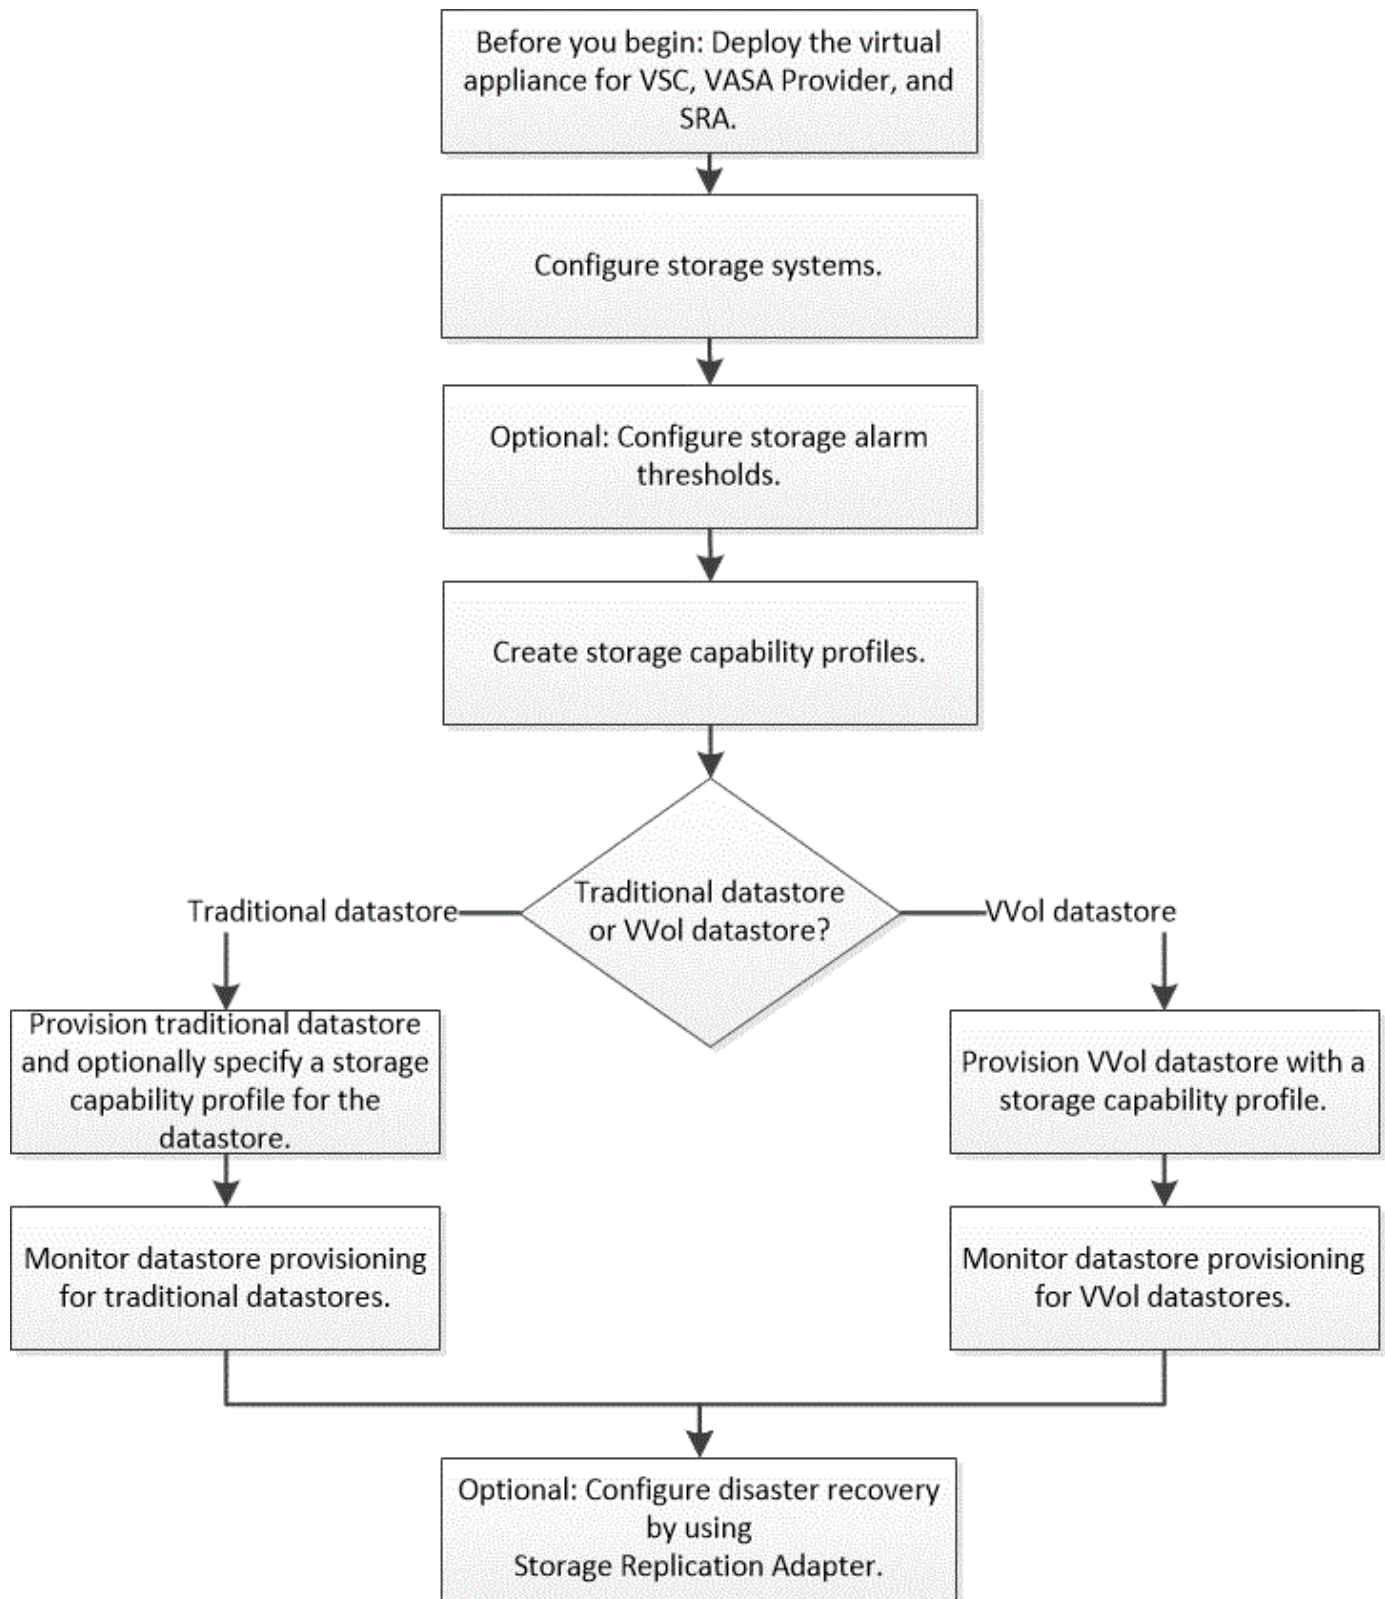 Before you begin: Deploy the virtual
appliance for VSC, VASA Provider, and
SRA.
Configure storage systems.
Optional: Configure storage alarm
thresholds.
Create storage capability profiles.
Traditional datastore
or VVol datastore?
Traditional datastore
VVol datastore
Provision traditional datastore
and optionally specify a storage
capability profile for the
datastore.
Provision VVol datastore with a
storage capability profile.
Monitor datastore provisioning
for traditional datastores.
Monitor datastore provisioning
for VVol datastores.
Optional: Configure disaster recovery
by using
Storage Replication Adapter.